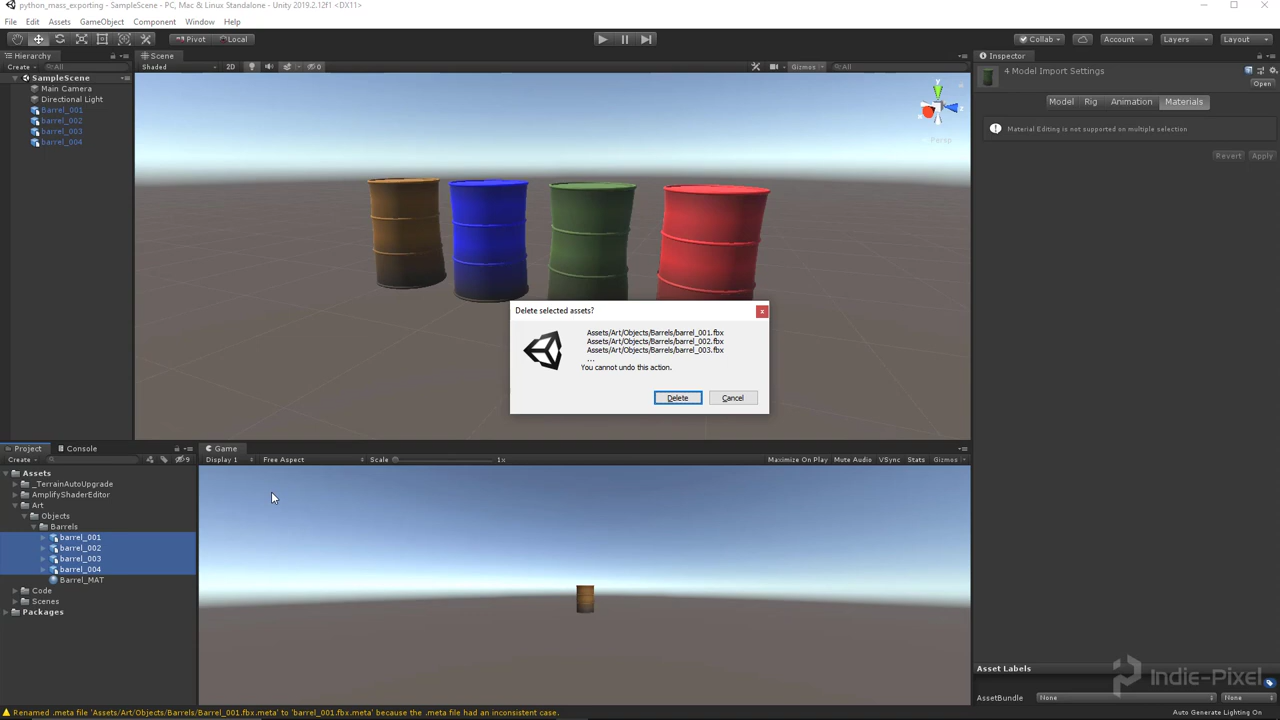 python_mass_exporting - SampleScene - PC, Mac & Linux Standalone - Unity 2019.2.12f1 <DX11>
File Edit Assets GameObject Component Window Help
Pivot Local Collab Account Layers Layout
Hierarchy Scene Inspector
Create All Shaded 2D 0 Gizmos All
SampleScene
Main Camera
Directional Light
Barrel_001
barrel_002
barrel_003
barrel_004
y
Persp
4 Model Import Settings
Open
Model Rig Animation Materials
Material Editing is not supported on multiple selection
Revert Apply
Delete selected assets?
Assets/Art/Objects/Barrels/barrel_001.fbx
Assets/Art/Objects/Barrels/barrel_002.fbx
Assets/Art/Objects/Barrels/barrel_003.fbx
...
You cannot undo this action.
Delete Cancel
Project Console Game
Create 9 Display 1 Free Aspect Scale 1x Maximize On Play Mute Audio VSync Stats Gizmos
Assets
_TerrainAutoUpgrade
AmplifyShaderEditor
Art
Objects
Barrels
barrel_001
barrel_002
barrel_003
barrel_004
Barrel_MAT
Code
Scenes
Packages
Asset Labels
Indie-Pixel
AssetBundle None None
Renamed .meta file 'Assets/Art/Objects/Barrels/Barrel_001.fbx.meta' to 'barrel_001.fbx.meta' because the .meta file had an inconsistent case.
Auto Generate Lighting On